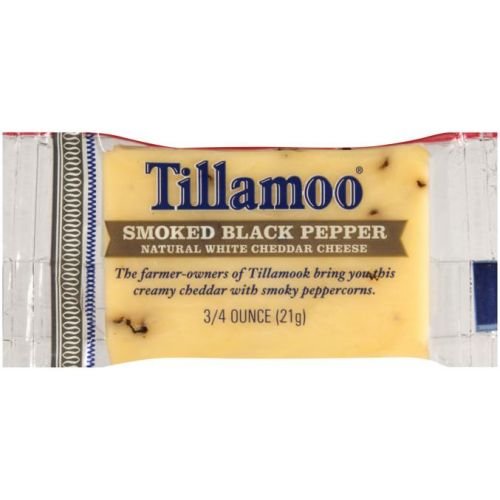 Tillamoo®
SMOKED BLACK PEPPER
NATURAL WHITE CHEDDAR CHEESE
The farmer-owners of Tillamook bring you this
creamy cheddar with smoky peppercorns.
3/4 OUNCE (21g)